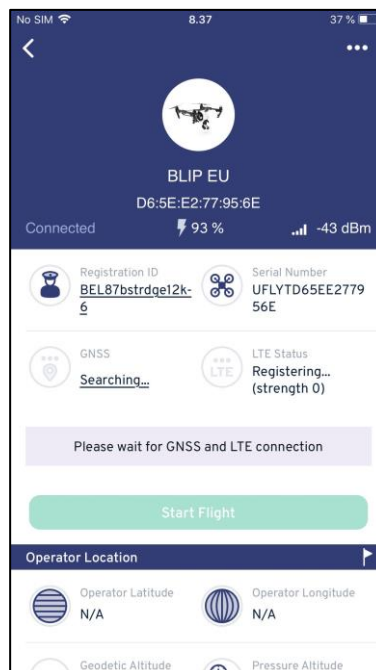 No SIM 8.37 37 %
BLIP EU
D6:5E:E2:77:95:6E
Connected 93 % -43 dBm
Registration ID
BEL87bstrdge12k-
6
Serial Number
UFLYTD65EE2779
56E
GNSS
Searching...
LTE Status
LTE
Registering...
(strength 0)
Please wait for GNSS and LTE connection
Start Flight
Operator Location
Operator Latitude
N/A
Operator Longitude
N/A
Geodetic Altitude
Pressure Altitude